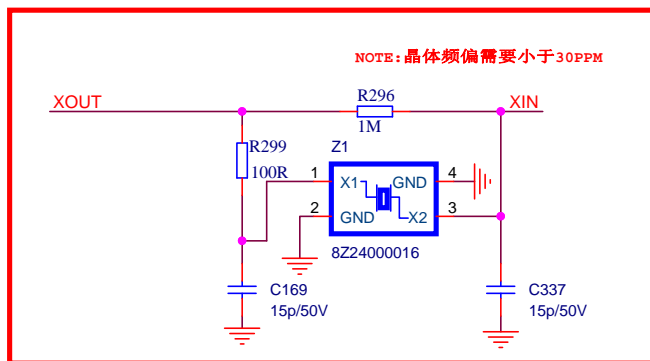 NOTE:晶体频偏需要小于30PPM
XOUT
R296
XIN
1M
R299
100R
Z1
1
X1
GND
4
2
GND
X2
3
8Z24000016
C169
15p/50V
C337
15p/50V